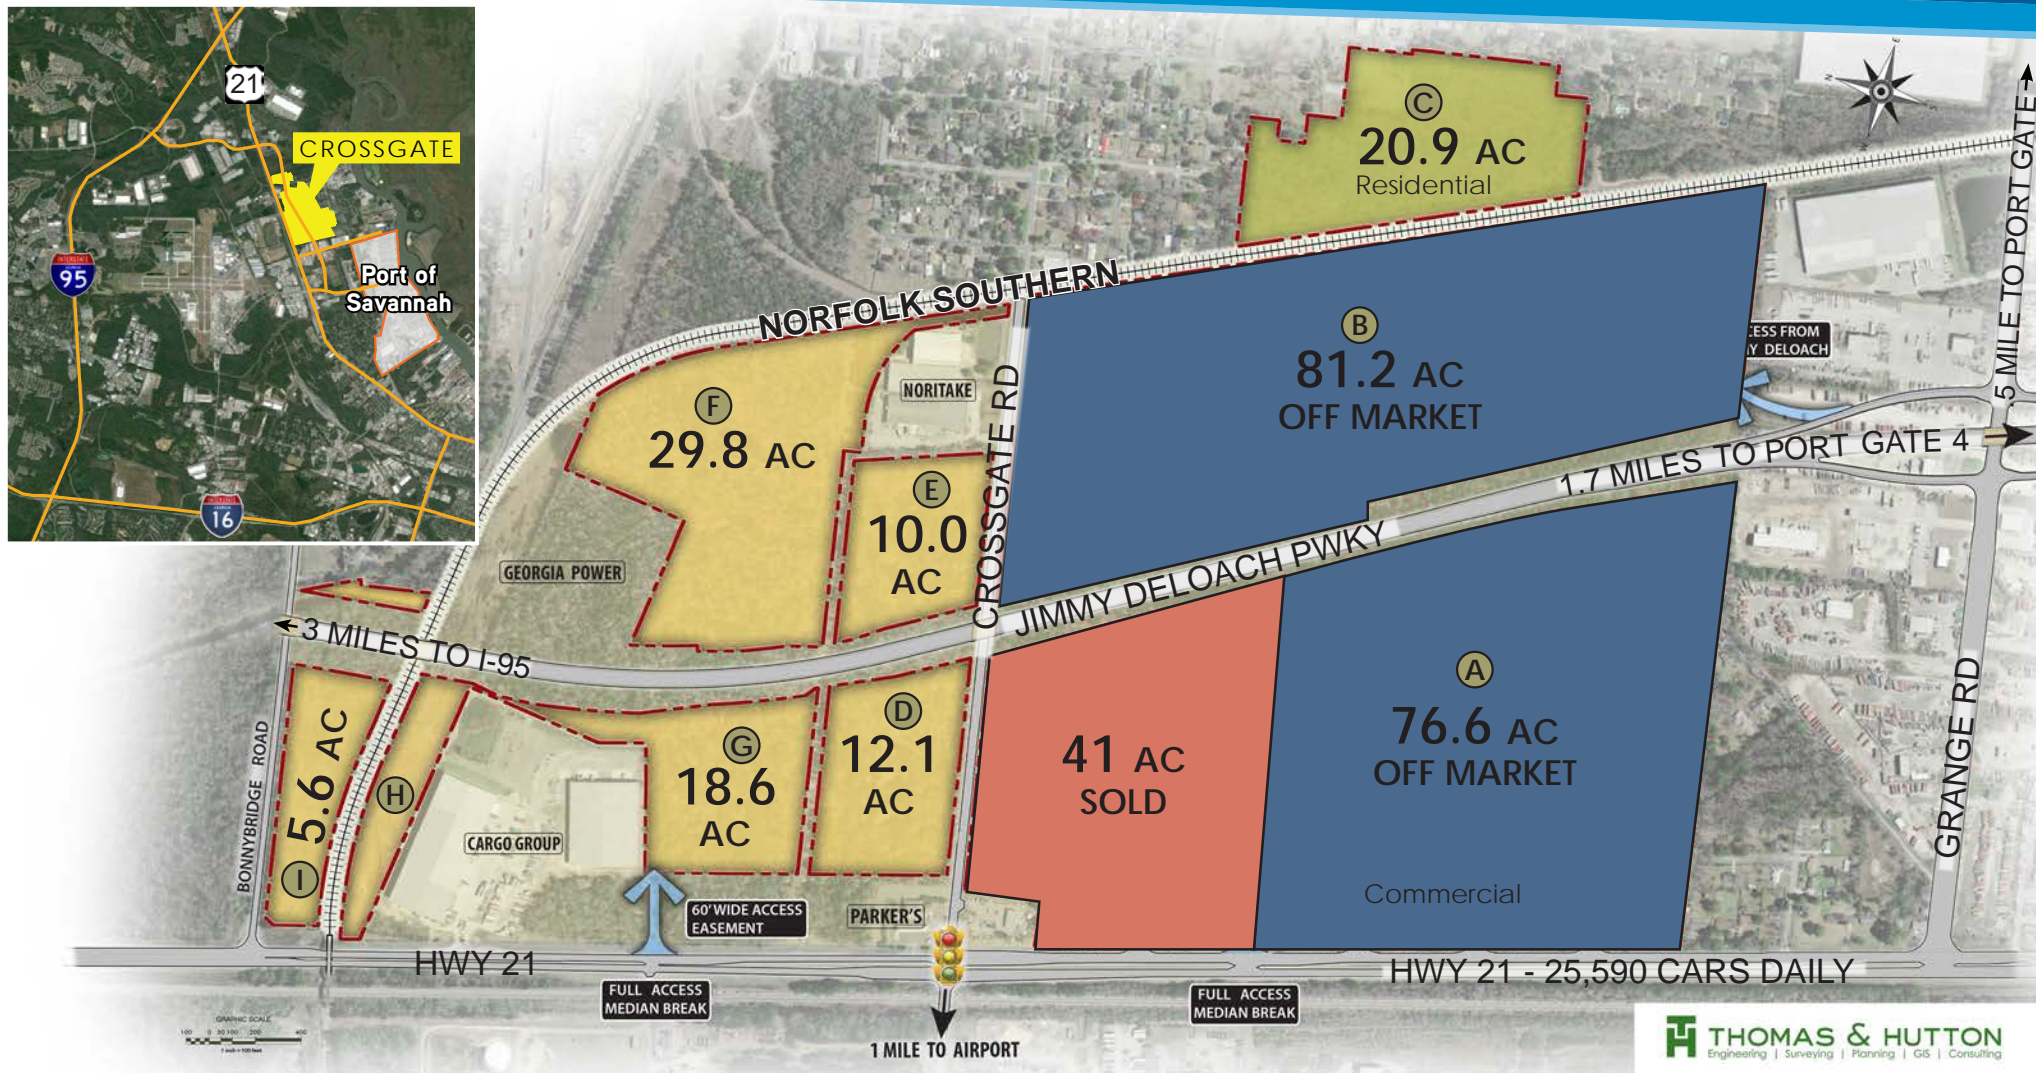 21
CROSSGATE
95
Port of
Savannah
16
C
20.9 AC
Residential
.5 MILE TO PORT GATE
NORFOLK SOUTHERN
B
81.2 AC
OFF MARKET
CESS FROM
Y DELOACH
NORITAKE
F
29.8 AC
E
10.0
AC
CROSSGATE RD
GEORGIA POWER
1.7 MILES TO PORT GATE 4
JIMMY DELOACH PWKY
3 MILES TO I-95
A
76.6 AC
OFF MARKET
Commercial
41 AC
SOLD
D
12.1
AC
G
18.6
AC
H
5.6 AC
I
BONNYBRIDGE ROAD
GRANGE RD
CARGO GROUP
60' WIDE ACCESS
EASEMENT
PARKER'S
HWY 21
HWY 21 - 25,590 CARS DAILY
FULL ACCESS
MEDIAN BREAK
FULL ACCESS
MEDIAN BREAK
GRAPHIC SCALE
1 MILE TO AIRPORT
THOMAS & HUTTON
Engineering | Surveying | Planning | GIS | Consulting